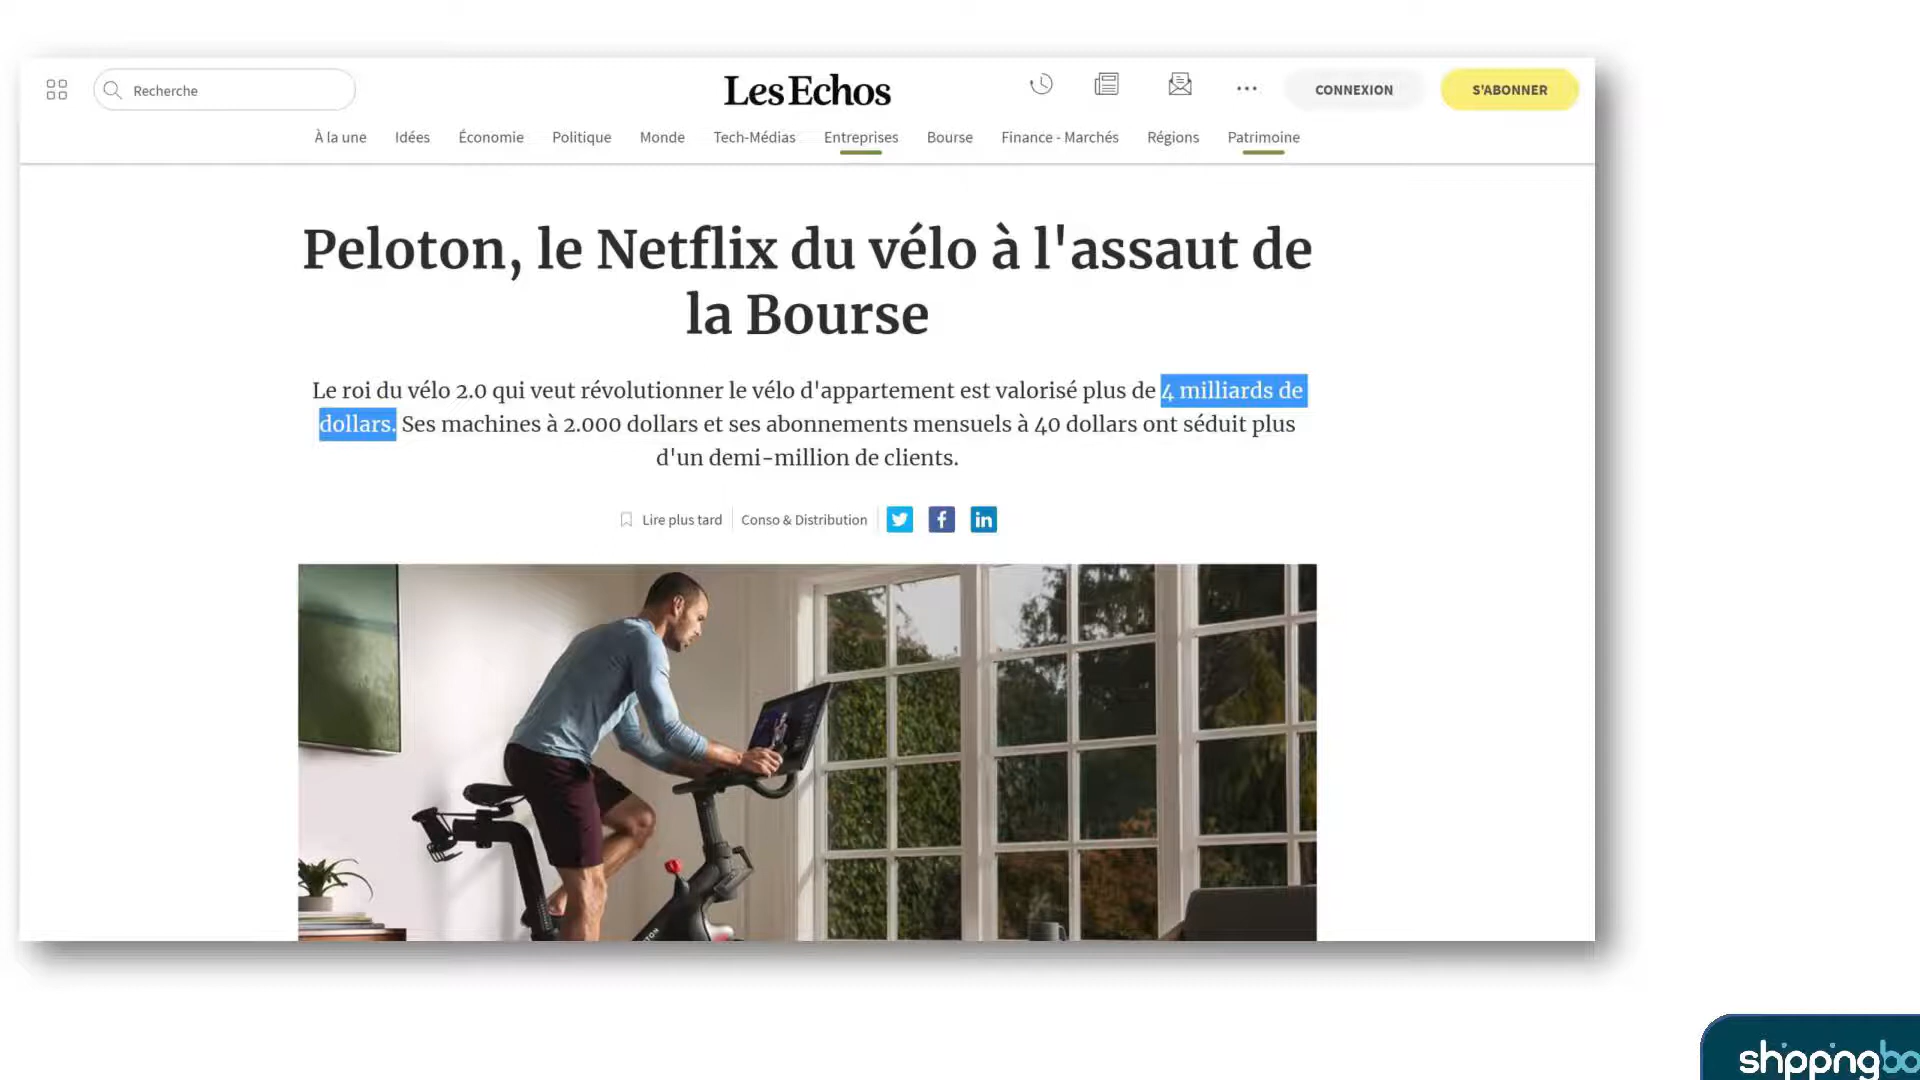 Recherche
Les Echos
CONNEXION
S'ABONNER
À la une Idées Économie Politique Monde Tech-Médias Entreprises Bourse Finance - Marchés Régions Patrimoine
Peloton, le Netflix du vélo à l'assaut de
la Bourse
Le roi du vélo 2.0 qui veut révolutionner le vélo d'appartement est valorisé plus de 4 milliards de
dollars. Ses machines à 2.000 dollars et ses abonnements mensuels à 40 dollars ont séduit plus
d'un demi-million de clients.
Lire plus tard Conso & Distribution
shippingbo